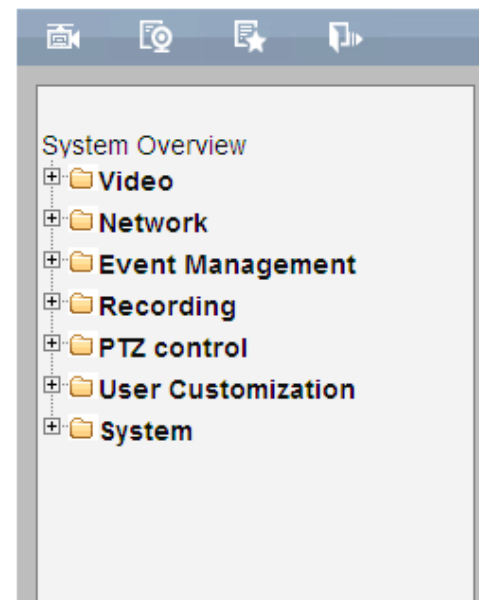 System Overview
Video
Network
Event Management
Recording
PTZ control
User Customization
System